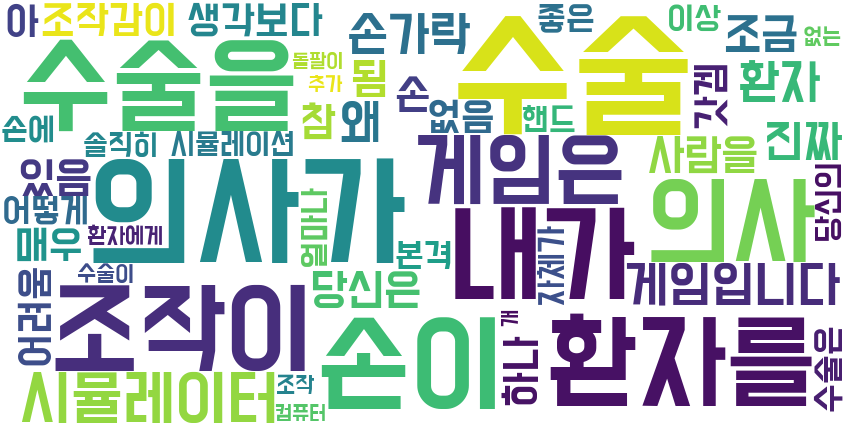 아 조작감이 생각보다 손가락 수술 좋은 이상 조금 없는
수술을 돌팔이 추가 됨 손 갓겜 환자
손에 솔직히 시뮬레이션 참 왜 없음 핸드 사람을 진짜
있음 의사가 게임은 내가 의사 당신의
어떻게 매우 환자에게 얼마나 본격 자체가
어려움 수술이 당신은 게임입니다
조작이 손이 개 하나 환자를 수술은
시뮬레이터 조작 컴퓨터